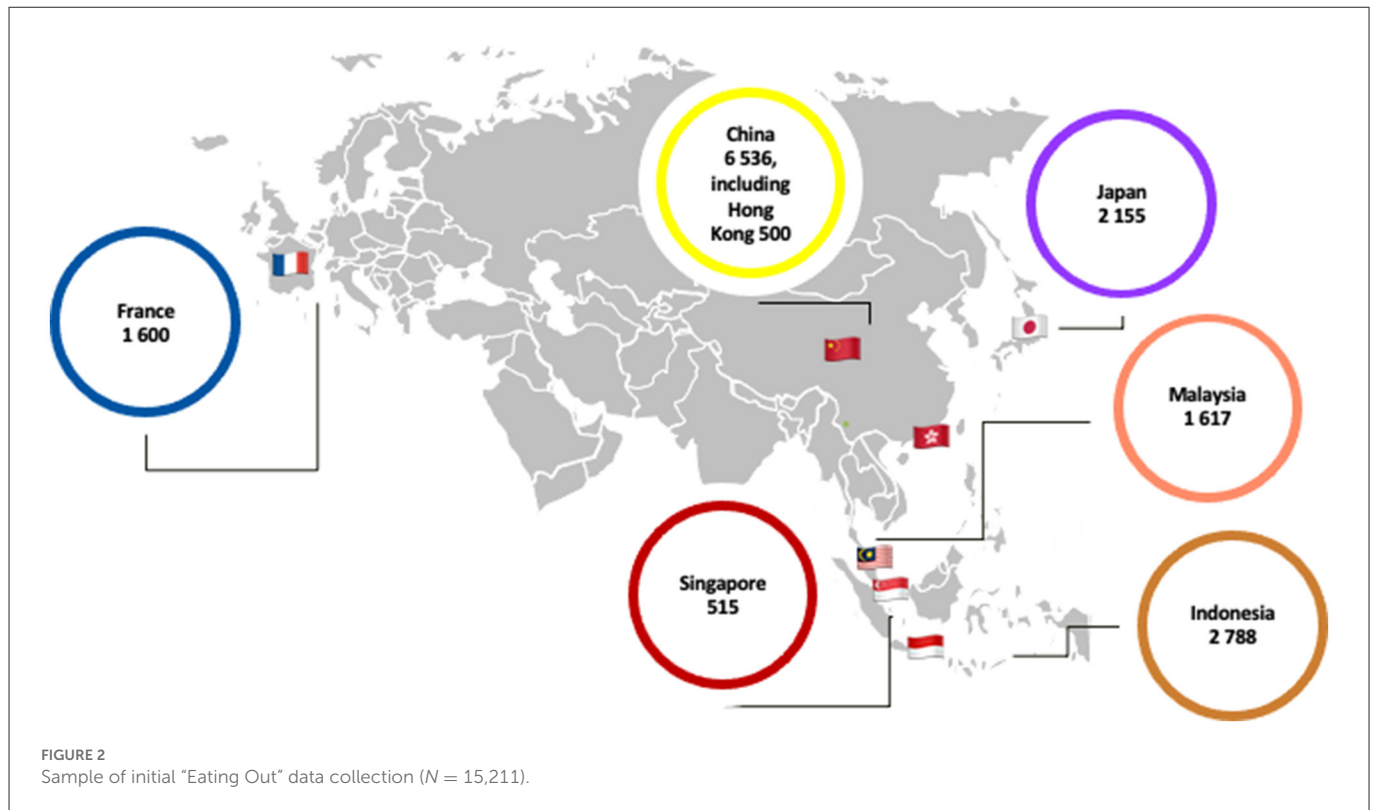 China
6 536,
including
Hong
Kong 500
Japan
2 155
France
1 600
Malaysia
1 617
Singapore
515
Indonesia
2 788
FIGURE 2
Sample of initial “Eating Out” data collection (N = 15,211).